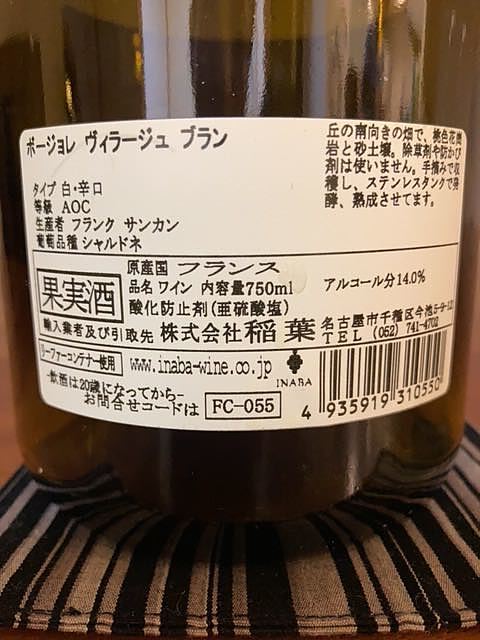 ボージョレ ヴィラージュ ブラン
丘の南向きの畑で、桃色花崗
岩と砂土壌。除草剤や防かび
剤は使いません。手摘みで収
穫し、ステンレスタンクで発
酵、熟成させてます。
タイプ 白・辛口
等級 AOC
生産者 フランク サンカン
葡萄品種 シャルドネ
果実酒
原産国 フランス
品名 ワイン 内容量750ml アルコール分14.0%
酸化防止剤(亜硫酸塩)
輸入業者及び引取先 株式会社 稲葉 名古屋市千種区今池5-9-12
TEL (052) 741-4702
リーファーコンテナー使用 www.inaba-wine.co.jp INABA
-飲酒は20歳になってから-
お問合せコードは FC-055
4 935919 310550